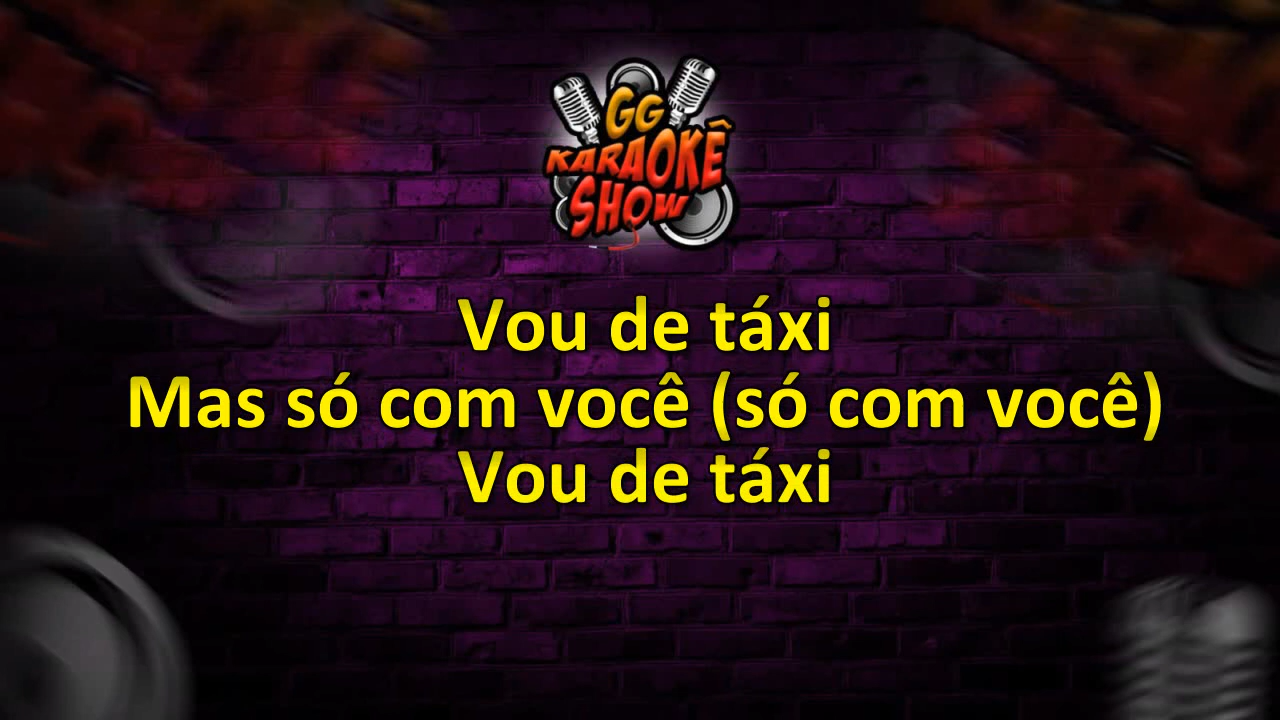 GG
KARAOKÊ
SHOW
Vou de táxi
Mas só com você (só com você)
Vou de táxi